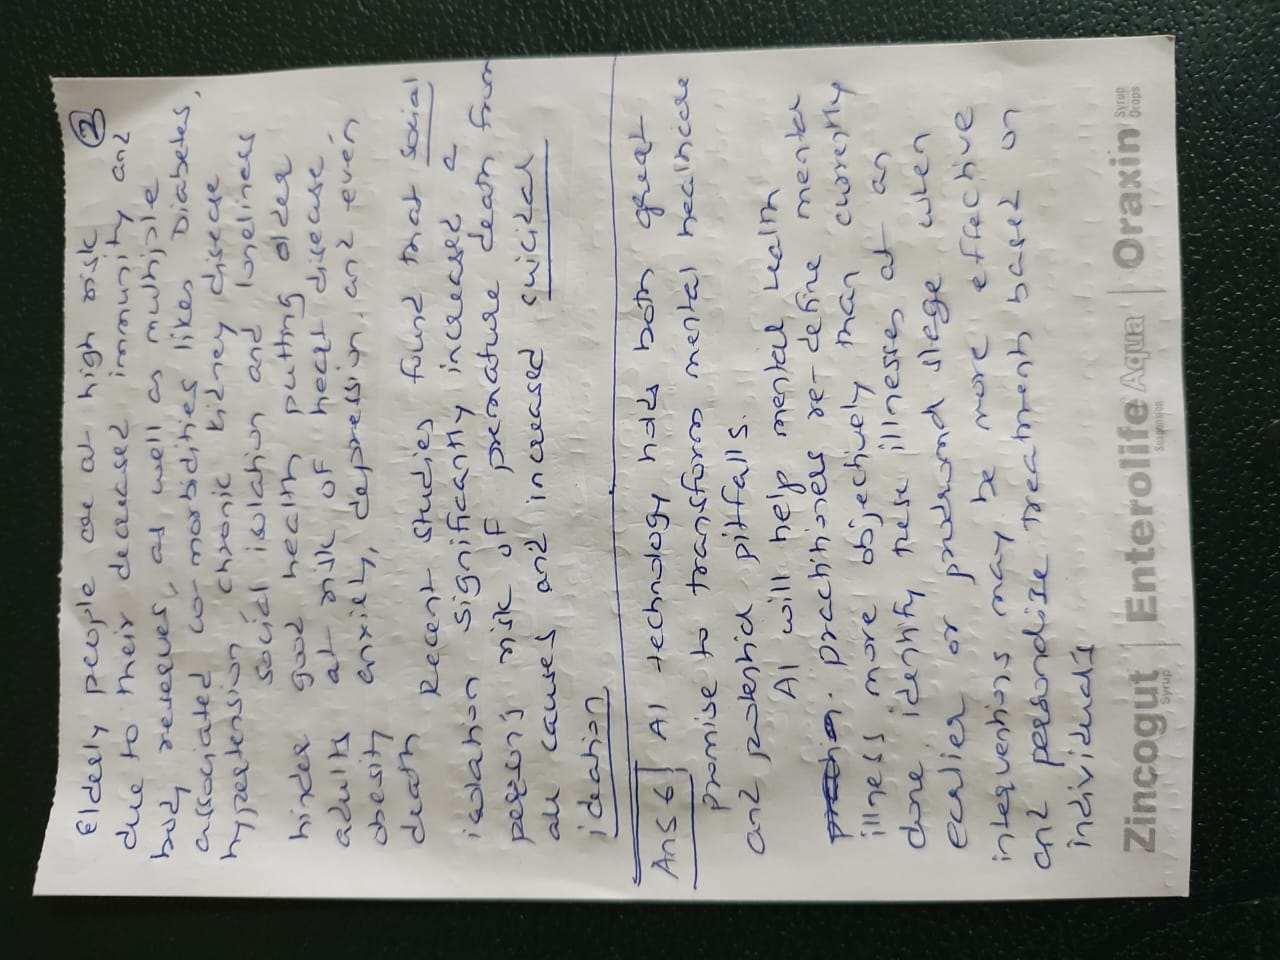 ②
Elderly people are at high risk
due to their decreased immunity and
body reserves, as well as multiple
associated co-morbidities likes Diabetes,
hypertension chronic kidney disease
social isolation and loneliness
hinder good health putting older
adults at risk of heart disease
obesity anxiety, depression. and even
death
Recent studies found that social
isolation significantly increased a
person's risk of premature death from
all causes and increased suicidal
ideation
Ans 6 AI technology holds both great
promise to transform mental healthcare
and potential pitfalls.
AI will help mental health
practitioners re-define mental
illness more objectively than currently
done identify these illnesses at an
earlier or prodromal stage when
interventions may be more effective
and personalise treatments based on
individual's
Zincogut Syrup | Enterolife Aqua Suspension | Oraxin Syrup Drops